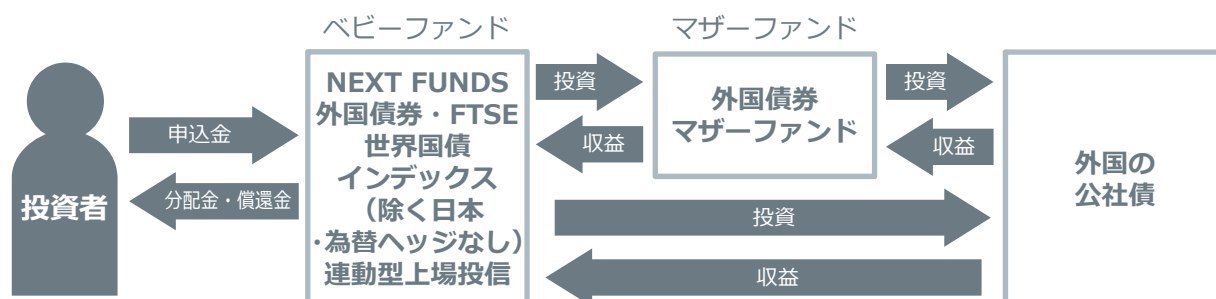 ベビーファンド
マザーファンド
投資者
申込金
分配金・償還金
NEXT FUNDS
外国債券・FTSE
世界国債
インデックス
（除く日本
・為替ヘッジなし）
連動型上場投信
投資
収益
外国債券
マザーファンド
投資
収益
投資
収益
外国の
公社債